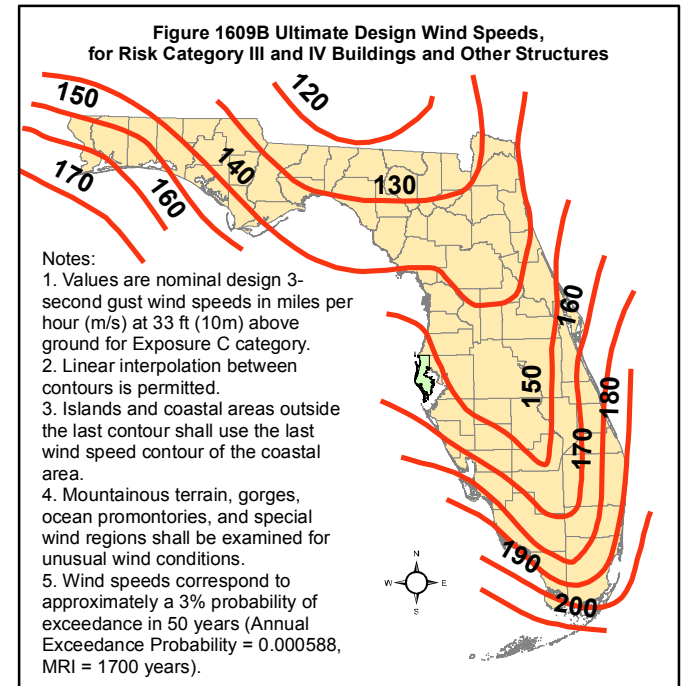 Figure 1609B Ultimate Design Wind Speeds,
for Risk Category III and IV Buildings and Other Structures
150
120
140
130
170
160
Notes:
1. Values are nominal design 3-
second gust wind speeds in miles per
hour (m/s) at 33 ft (10m) above
ground for Exposure C category.
2. Linear interpolation between
contours is permitted.
3. Islands and coastal areas outside
the last contour shall use the last
wind speed contour of the coastal
area.
4. Mountainous terrain, gorges,
ocean promontories, and special
wind regions shall be examined for
unusual wind conditions.
5. Wind speeds correspond to
approximately a 3% probability of
exceedance in 50 years (Annual
Exceedance Probability = 0.000588,
MRI = 1700 years).
160
150
180
170
190
200
N
W E
S